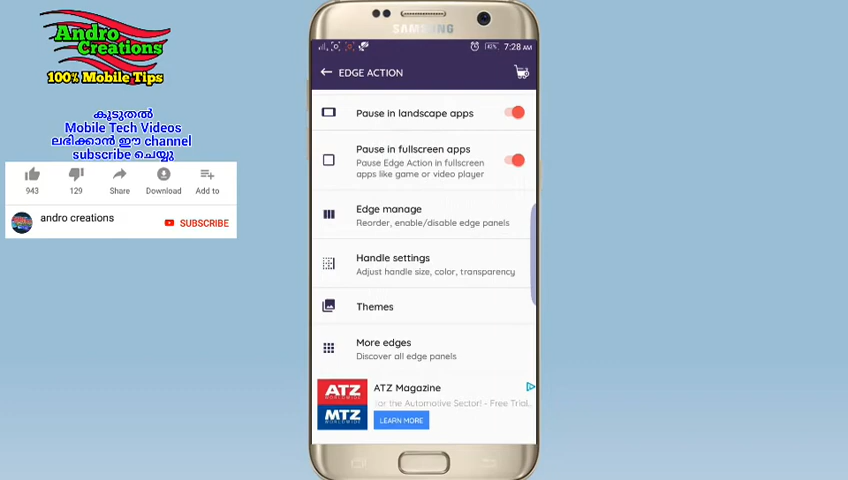 Andro
Creations
100% Mobile Tips
കൂടുതൽ
Mobile Tech Videos
ലഭിക്കാൻ ഈ channel
subscribe ചെയ്യു
943
129
Share
Download
Add to
andro creations
SUBSCRIBE
SAMSUNG
41%
7:28 AM
EDGE ACTION
Pause in landscape apps
Pause in fullscreen apps
Pause Edge Action in fullscreen
apps like game or video player
Edge manage
Reorder, enable/disable edge panels
Handle settings
Adjust handle size, color, transparency
Themes
More edges
Discover all edge panels
ATZ Magazine
for the Automotive Sector! - Free Trial...
LEARN MORE
ATZ
WORLDWIDE
MTZ
WORLDWIDE